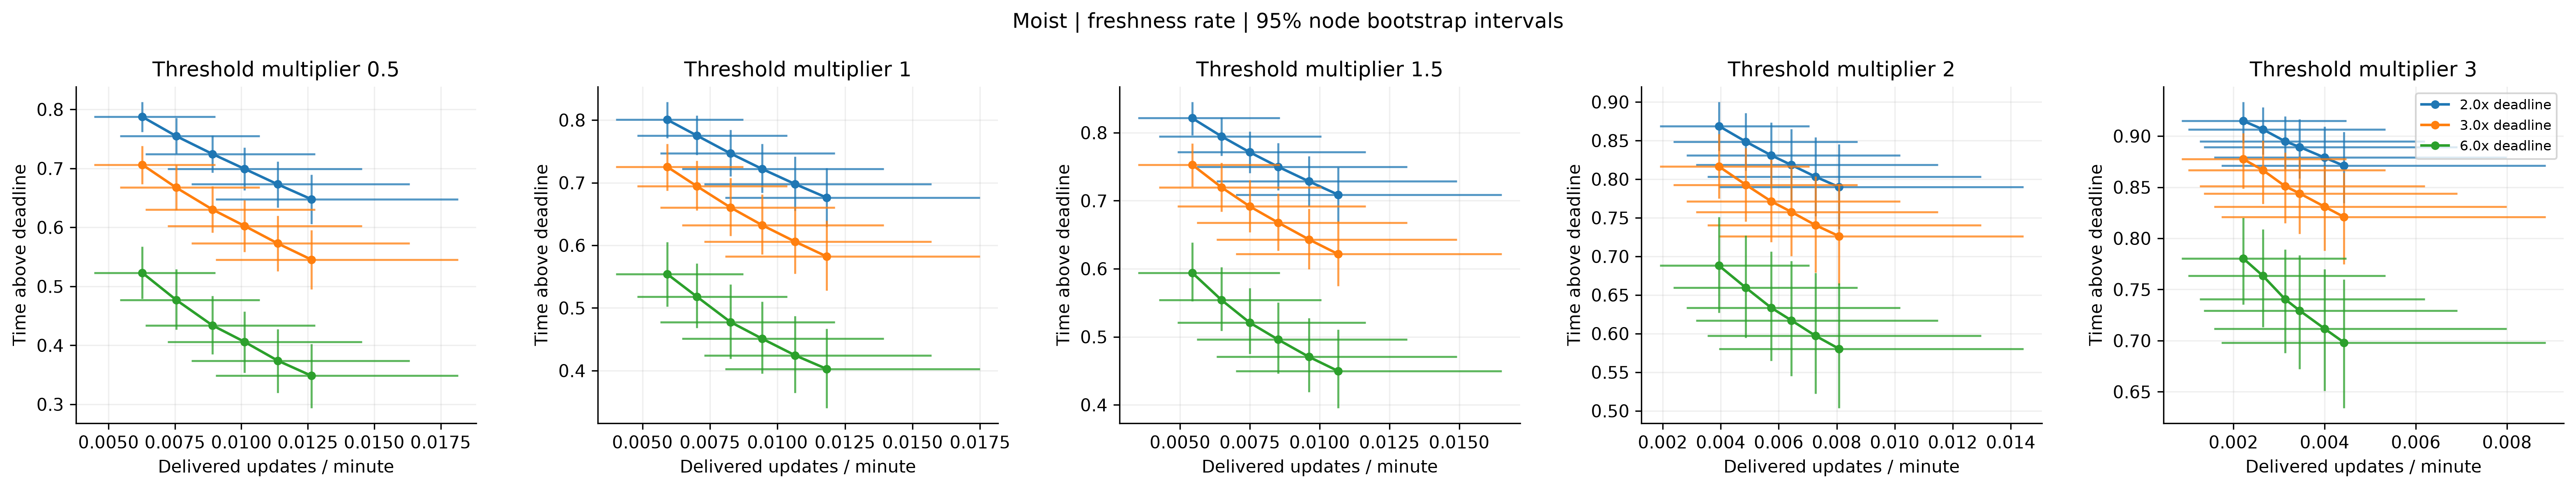 Moist | freshness rate | 95% node bootstrap intervals
Threshold multiplier 0.5
Time above deadline
0.8
0.7
0.6
0.5
0.4
0.3
0.0050 0.0075 0.0100 0.0125 0.0150 0.0175
Delivered updates / minute
Threshold multiplier 1
Time above deadline
0.8
0.7
0.6
0.5
0.4
0.0050 0.0075 0.0100 0.0125 0.0150 0.0175
Delivered updates / minute
Threshold multiplier 1.5
Time above deadline
0.8
0.7
0.6
0.5
0.4
0.0050 0.0075 0.0100 0.0125 0.0150
Delivered updates / minute
Threshold multiplier 2
Time above deadline
0.90
0.85
0.80
0.75
0.70
0.65
0.60
0.55
0.50
0.002 0.004 0.006 0.008 0.010 0.012 0.014
Delivered updates / minute
Threshold multiplier 3
Time above deadline
0.90
0.85
0.80
0.75
0.70
0.65
0.002 0.004 0.006 0.008
Delivered updates / minute
2.0x deadline
3.0x deadline
6.0x deadline